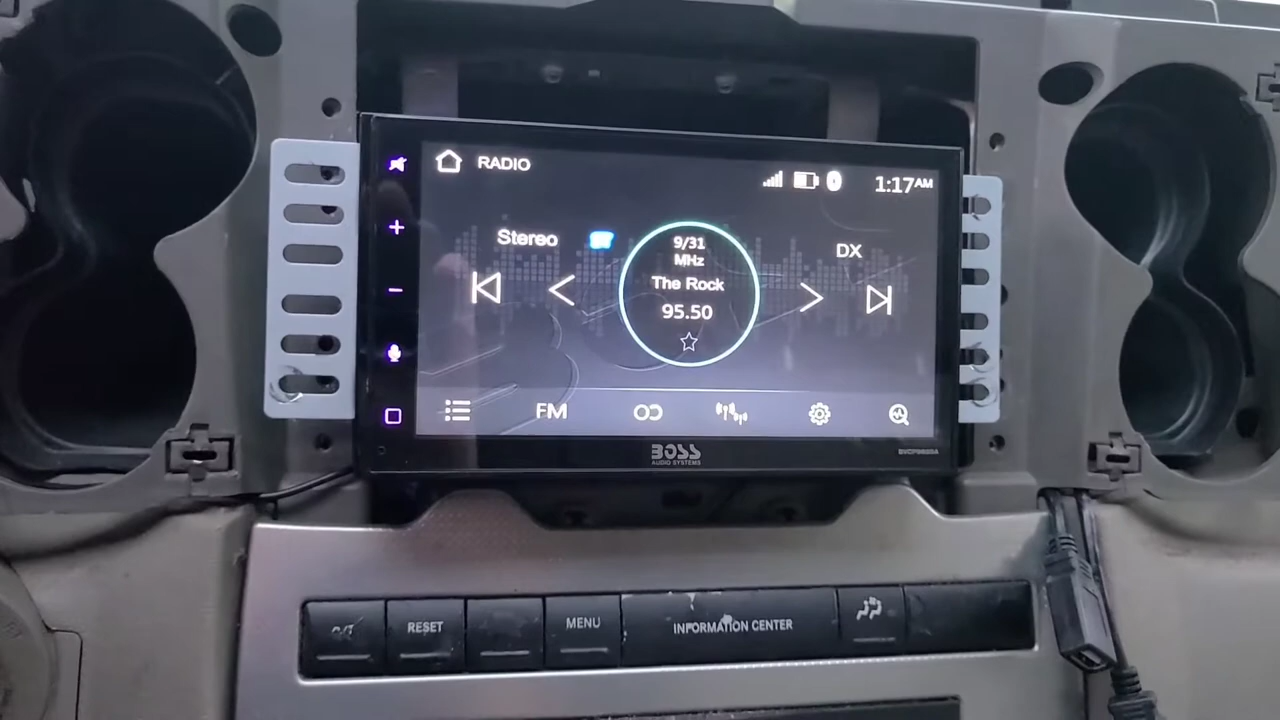 RADIO
1:17AM
Stereo
ST
9/31
MHz
DX
The Rock
95.50
FM
BOSS
AUDIO SYSTEMS
RESET
MENU
INFORMATION CENTER